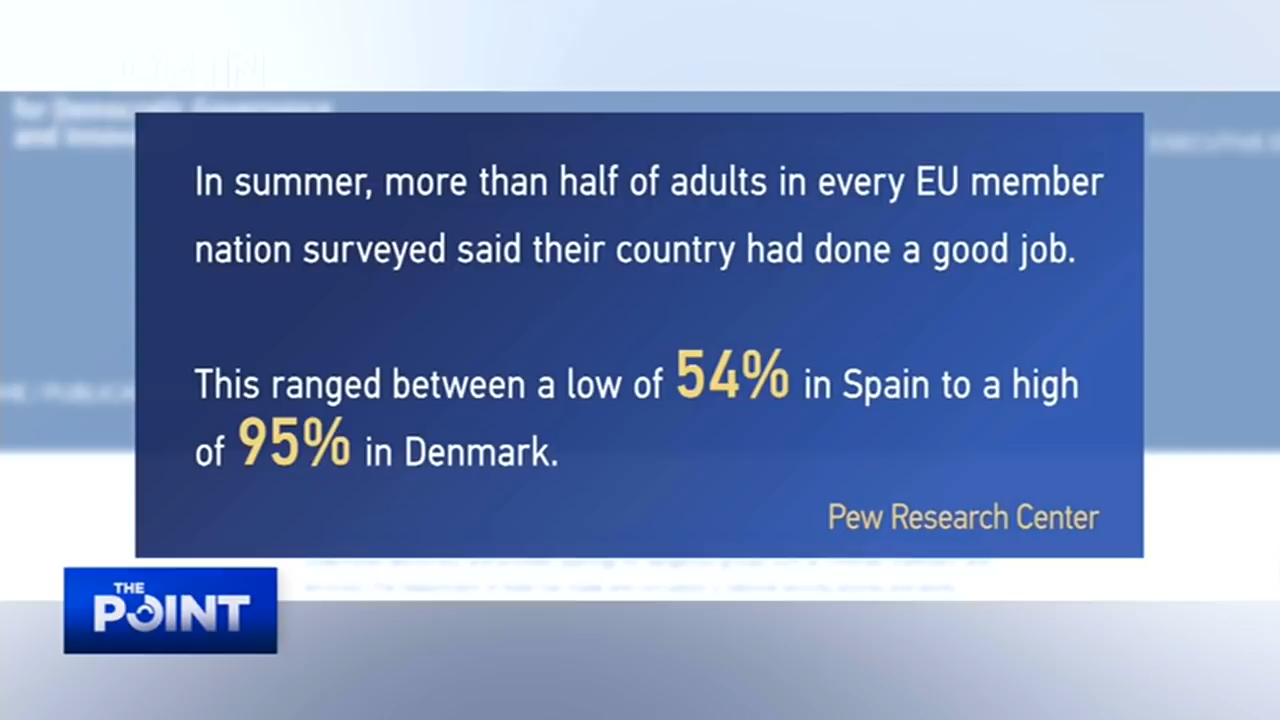 In summer, more than half of adults in every EU member
nation surveyed said their country had done a good job.
This ranged between a low of 54% in Spain to a high
of 95% in Denmark.
Pew Research Center
THE
POINT